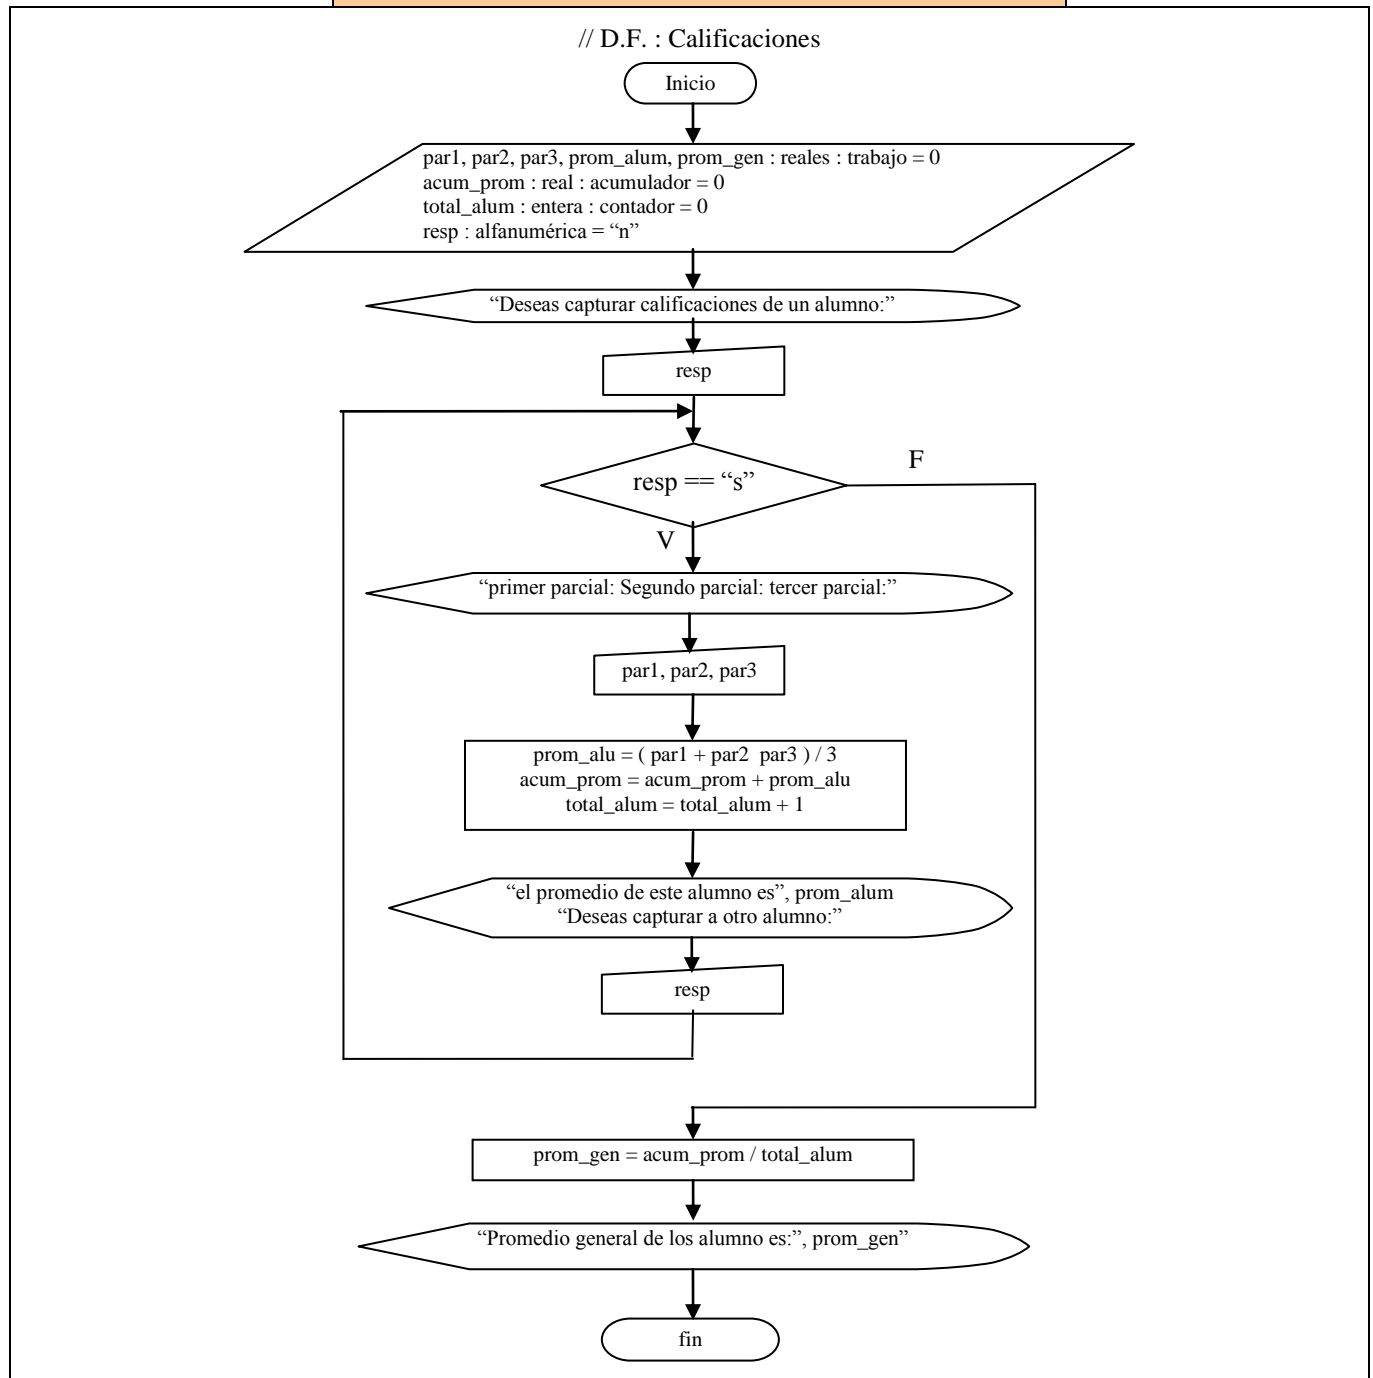 // D.F. : Calificaciones
Inicio
par1, par2, par3, prom_alum, prom_gen : reales : trabajo = 0
acum_prom : real : acumulador = 0
total_alum : entera : contador = 0
resp : alfanumérica = “n”
“Deseas capturar calificaciones de un alumno:”
resp
F
resp == “s”
V
“primer parcial: Segundo parcial: tercer parcial:”
par1, par2, par3
prom_alu = ( par1 + par2  par3 ) / 3
acum_prom = acum_prom + prom_alu
total_alum = total_alum + 1
“el promedio de este alumno es”, prom_alum
“Deseas capturar a otro alumno:”
resp
prom_gen = acum_prom / total_alum
“Promedio general de los alumno es:”, prom_gen”
fin